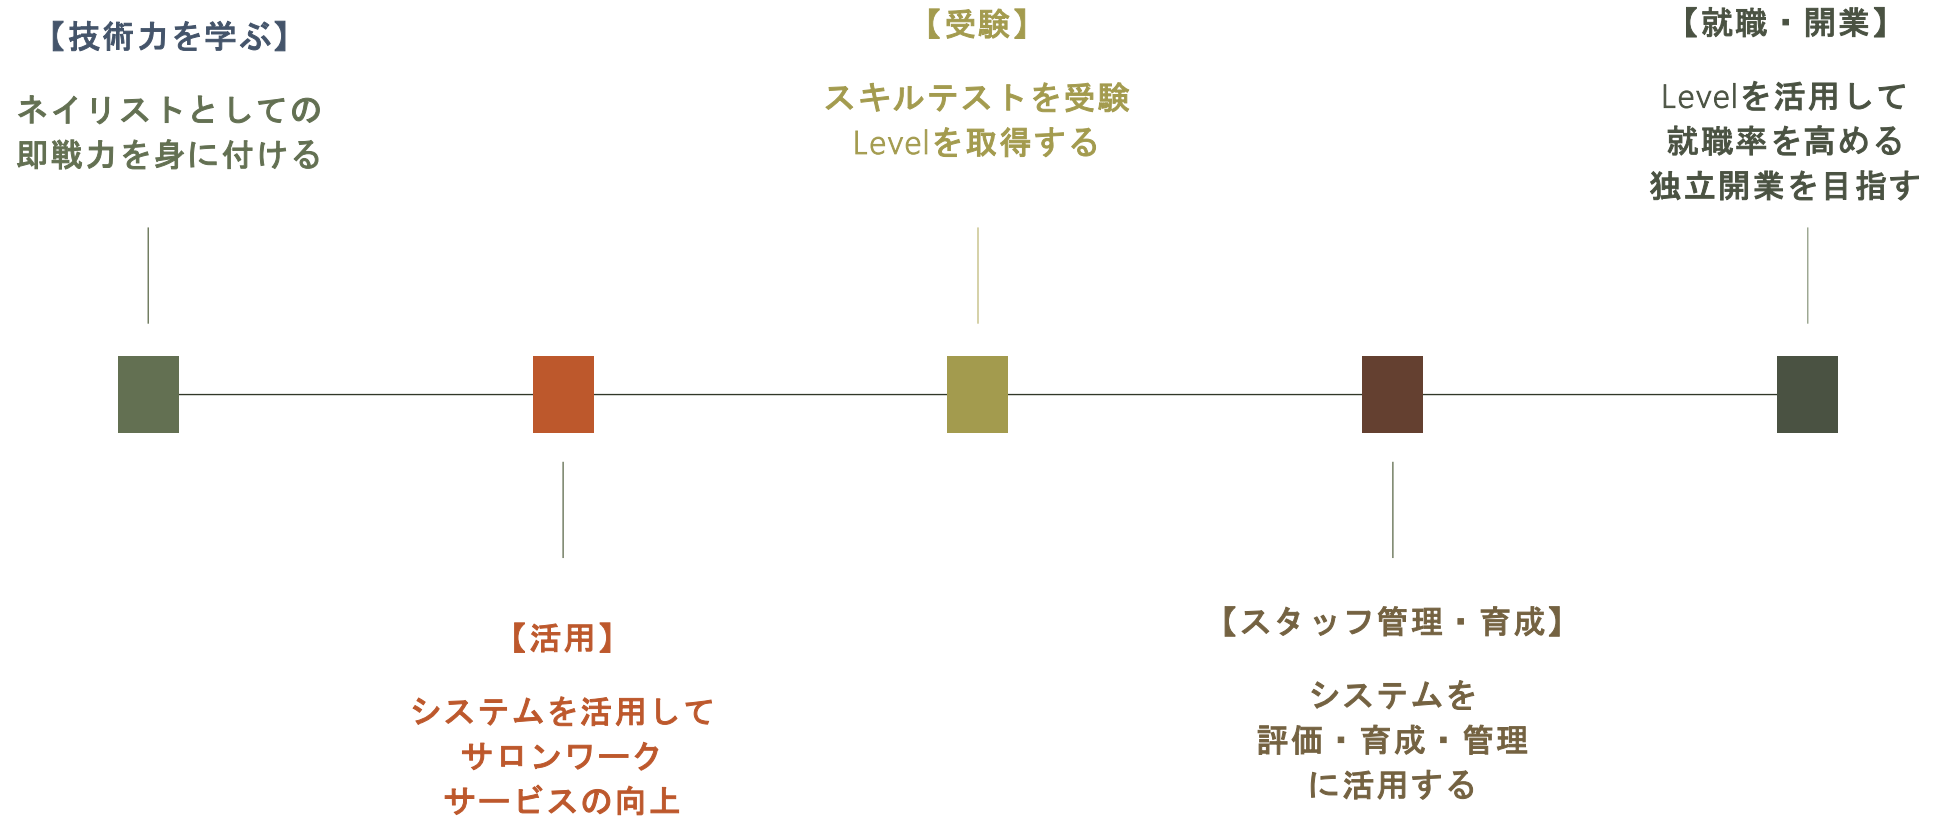 【技術力を学ぶ】
ネイリストとしての
即戦力を身に付ける
【活用】
システムを活用して
サロンワーク
サービスの向上
【受験】
スキルテストを受験
Levelを取得する
【スタッフ管理・育成】
システムを
評価・育成・管理
に活用する
【就職・開業】
Levelを活用して
就職率を高める
独立開業を目指す